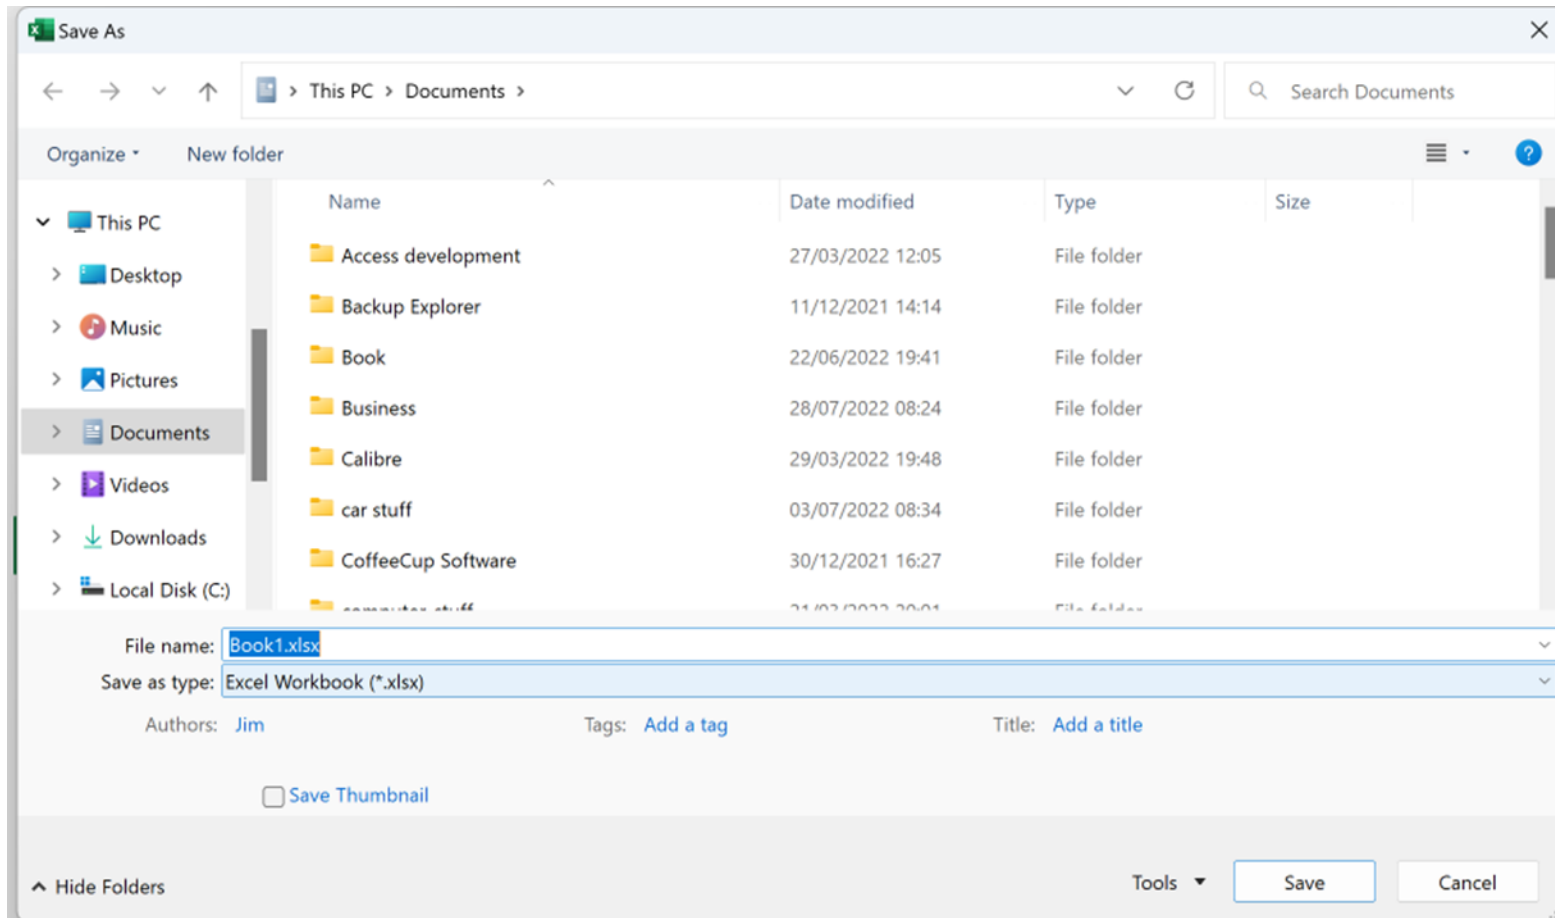 Save As
This PC > Documents >
Search Documents
Organize
New folder
?
Name Date modified Type Size
This PC
Desktop
Music
Pictures
Documents
Videos
Downloads
Local Disk (C:)
Access development 27/03/2022 12:05 File folder
Backup Explorer 11/12/2021 14:14 File folder
Book 22/06/2022 19:41 File folder
Business 28/07/2022 08:24 File folder
Calibre 29/03/2022 19:48 File folder
car stuff 03/07/2022 08:34 File folder
CoffeeCup Software 30/12/2021 16:27 File folder
computer stuff File folder
File name: Book1.xlsx
Save as type: Excel Workbook (*.xlsx)
Authors: Jim Tags: Add a tag Title: Add a title
Save Thumbnail
Hide Folders Tools Save Cancel